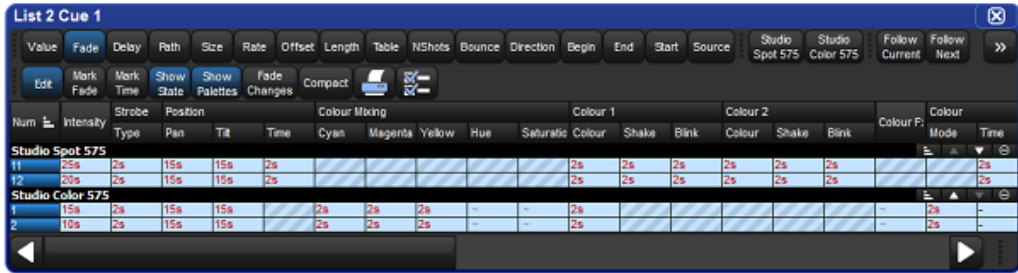 List 2 Cue 1
Value Fade Delay Path Size Rate Offset Length Table NShots Bounce Direction Begin End Start Source Studio Spot 575 Studio Color 575 Follow Current Follow Next »
Edit Mark Fade Mark Time Show State Show Palettes Fade Changes Compact
Num Intensity Strobe Position Colour Mixing Colour 1 Colour 2 Colour F: Colour
Type Pan Tilt Time Cyan Magenta Yellow Hue Saturatic Colour Shake Blink Colour Shake Blink Mode Time
Studio Spot 575
11 25s 2s 15s 15s 2s 2s 2s 2s 2s 2s 2s 2s
12 20s 2s 15s 15s 2s 2s 2s 2s 2s 2s 2s 2s
Studio Color 575
1 15s 2s 15s 15s 2s 2s 2s ~ ~ 2s ~ 2s -
2 10s 2s 15s 15s 2s 2s 2s ~ ~ 2s ~ 2s -